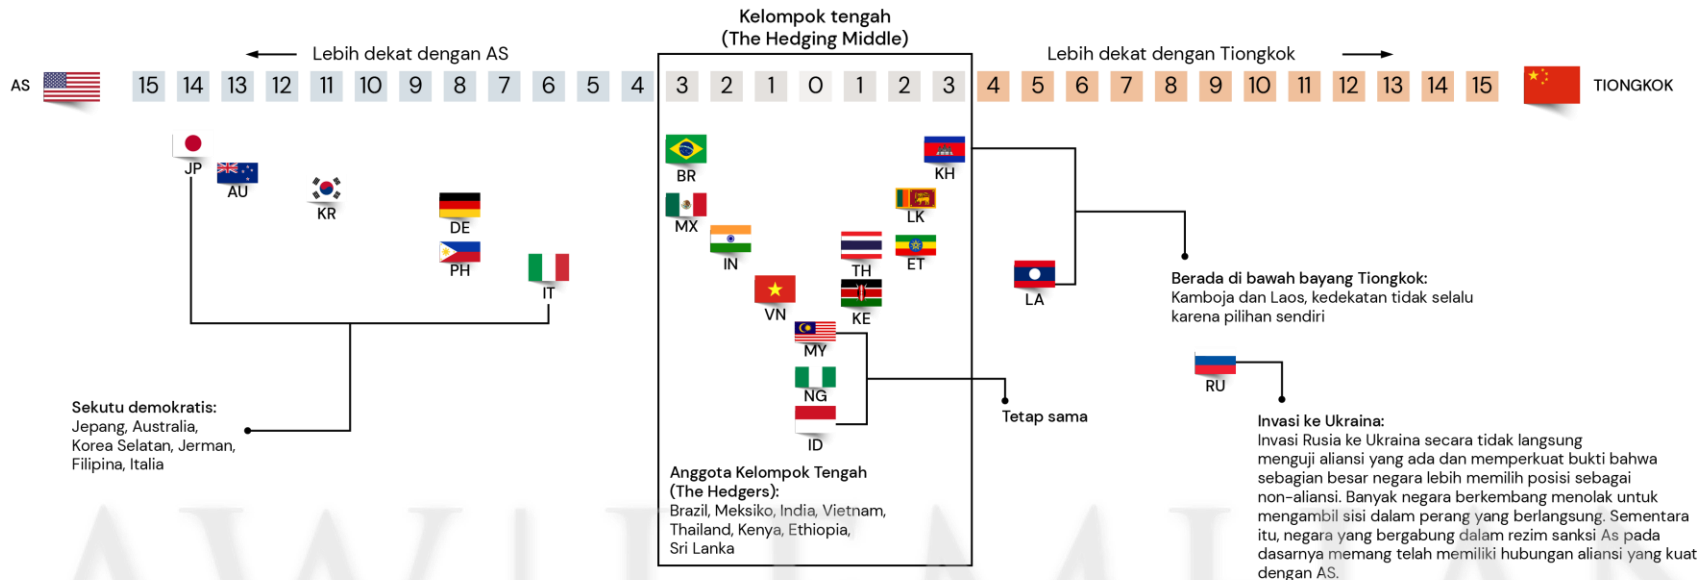 Kelompok tengah
(The Hedging Middle)
Lebih dekat dengan AS
Lebih dekat dengan Tiongkok
AS
15 14 13 12 11 10 9 8 7 6 5 4 3 2 1 0 1 2 3 4 5 6 7 8 9 10 11 12 13 14 15
TIONGKOK
JP
AU
KR
DE
PH
IT
BR
MX
IN
VN
MY
NG
ID
TH
KE
KH
LK
ET
LA
RU
Sekutu demokratis:
Jepang, Australia,
Korea Selatan, Jerman,
Filipina, Italia
Anggota Kelompok Tengah
(The Hedgers):
Brazil, Meksiko, India, Vietnam,
Thailand, Kenya, Ethiopia,
Sri Lanka
Tetap sama
Berada di bawah bayang Tiongkok:
Kamboja dan Laos, kedekatan tidak selalu
karena pilihan sendiri
Invasi ke Ukraina:
Invasi Rusia ke Ukraina secara tidak langsung
menguji aliansi yang ada dan memperkuat bukti bahwa
sebagian besar negara lebih memilih posisi sebagai
non-aliansi. Banyak negara berkembang menolak untuk
mengambil sisi dalam perang yang berlangsung. Sementara
itu, negara yang bergabung dalam rezim sanksi As pada
dasarnya memang telah memiliki hubungan aliansi yang kuat
dengan AS.